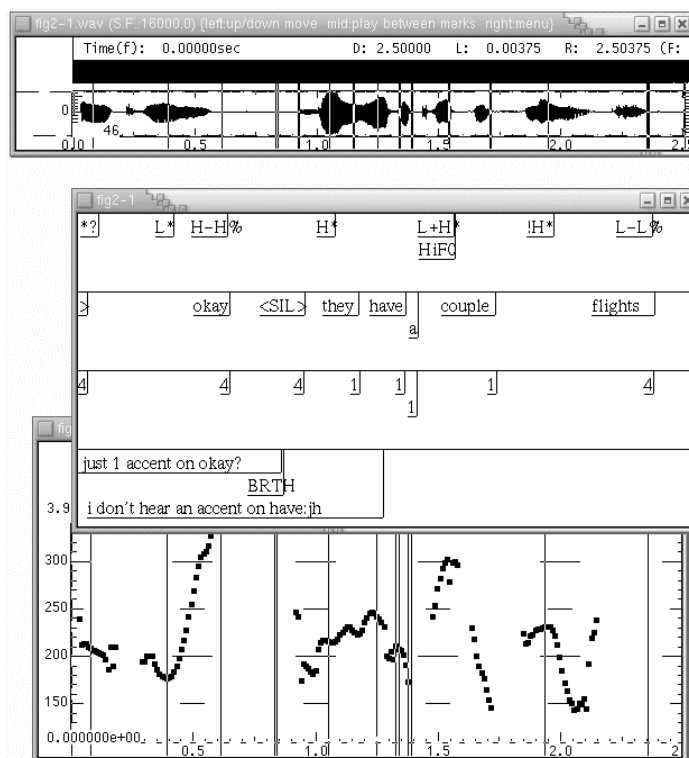 fig2-1.wav (S.F.:16000.0) {left:up/down move mid:play between marks right:menu}
Time(f): 0.00000sec D: 2.50000 L: 0.00375 R: 2.50375 (F:
0
46
0.0 0.5 1.0 1.5 2.0 2.5
fig2-1
*? L* H-H% H* L+H* !H* L-L%
HiF0
> okay <SIL> they have couple flights
a
4 4 4 1 1 1 4
1
just 1 accent on okay?
BRTH
i don't hear an accent on have:jh
fig
3.9
300
250
200
150
0.000000e+00
0.5 1.0 1.5 2.0 2